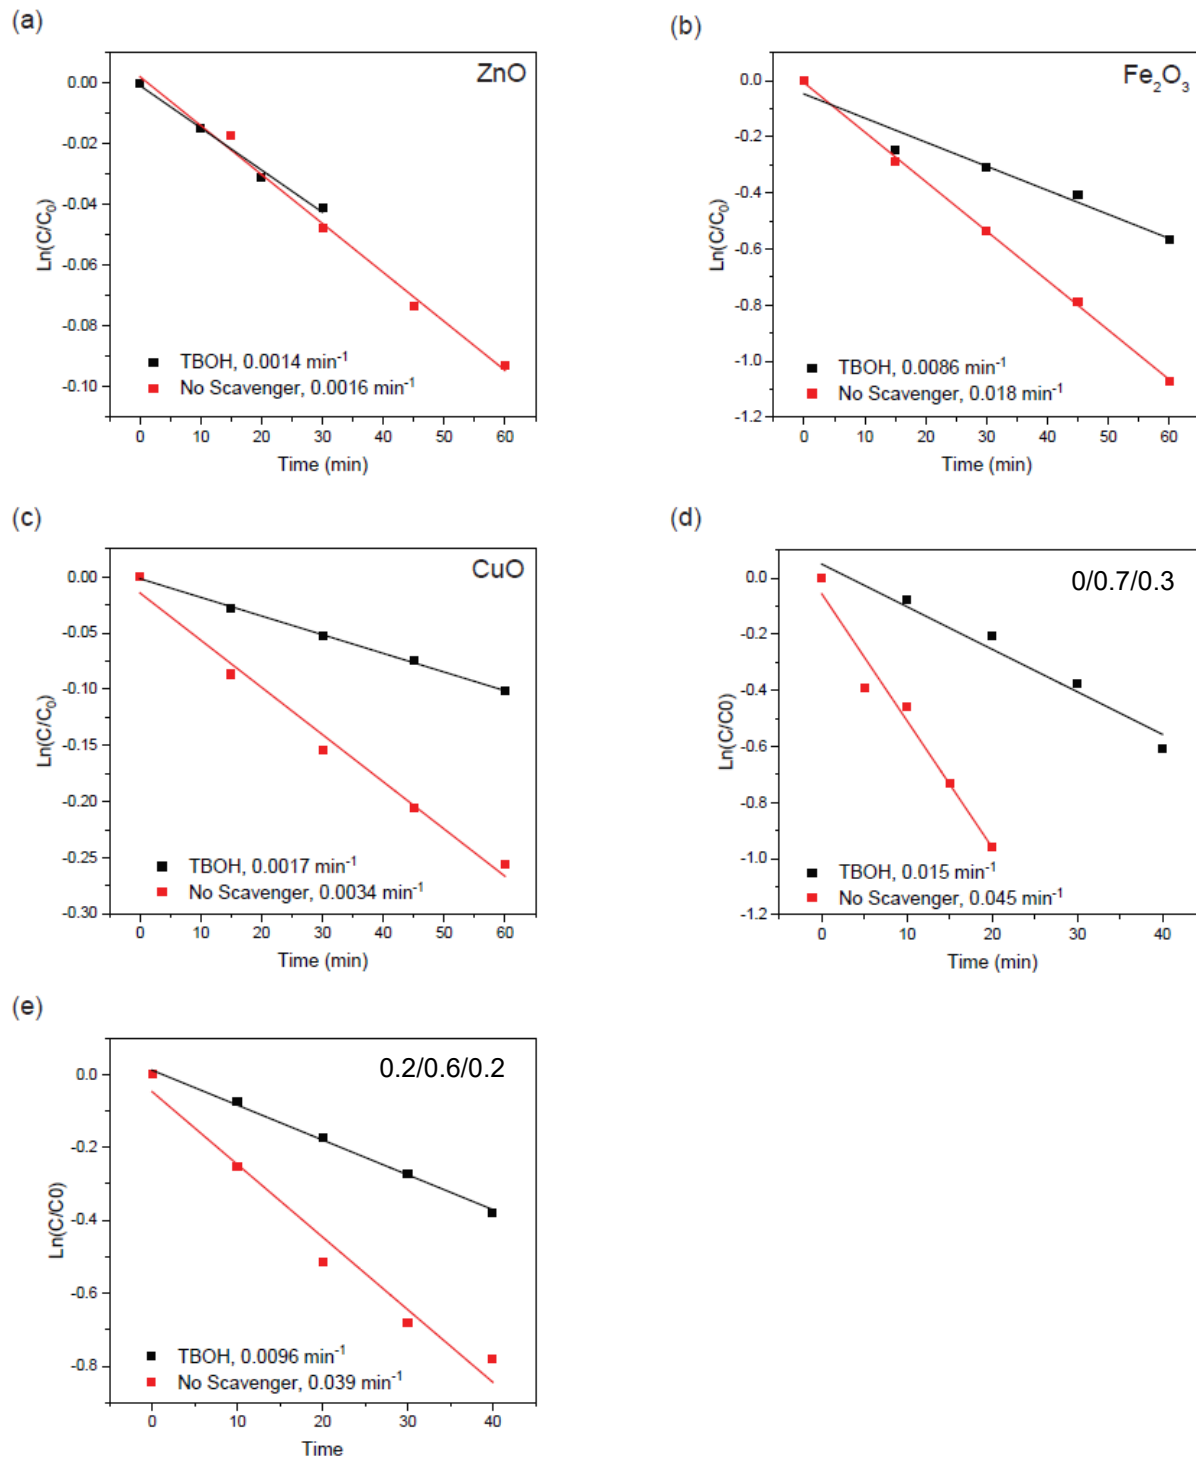 (a)
ZnO
0.00
-0.02
-0.04
-0.06
-0.08
-0.10
Ln(C/C₀)
TBOH, 0.0014 min⁻¹
No Scavenger, 0.0016 min⁻¹
0 10 20 30 40 50 60
Time (min)
(b)
Fe₂O₃
0.0
-0.2
-0.4
-0.6
-0.8
-1.0
-1.2
Ln(C/C₀)
TBOH, 0.0086 min⁻¹
No Scavenger, 0.018 min⁻¹
0 10 20 30 40 50 60
Time (min)
(c)
CuO
0.00
-0.05
-0.10
-0.15
-0.20
-0.25
-0.30
Ln(C/C₀)
TBOH, 0.0017 min⁻¹
No Scavenger, 0.0034 min⁻¹
0 10 20 30 40 50 60
Time (min)
(d)
0/0.7/0.3
0.0
-0.2
-0.4
-0.6
-0.8
-1.0
-1.2
Ln(C/C0)
TBOH, 0.015 min⁻¹
No Scavenger, 0.045 min⁻¹
0 10 20 30 40
Time (min)
(e)
0.2/0.6/0.2
0.0
-0.2
-0.4
-0.6
-0.8
Ln(C/C0)
TBOH, 0.0096 min⁻¹
No Scavenger, 0.039 min⁻¹
0 10 20 30 40
Time